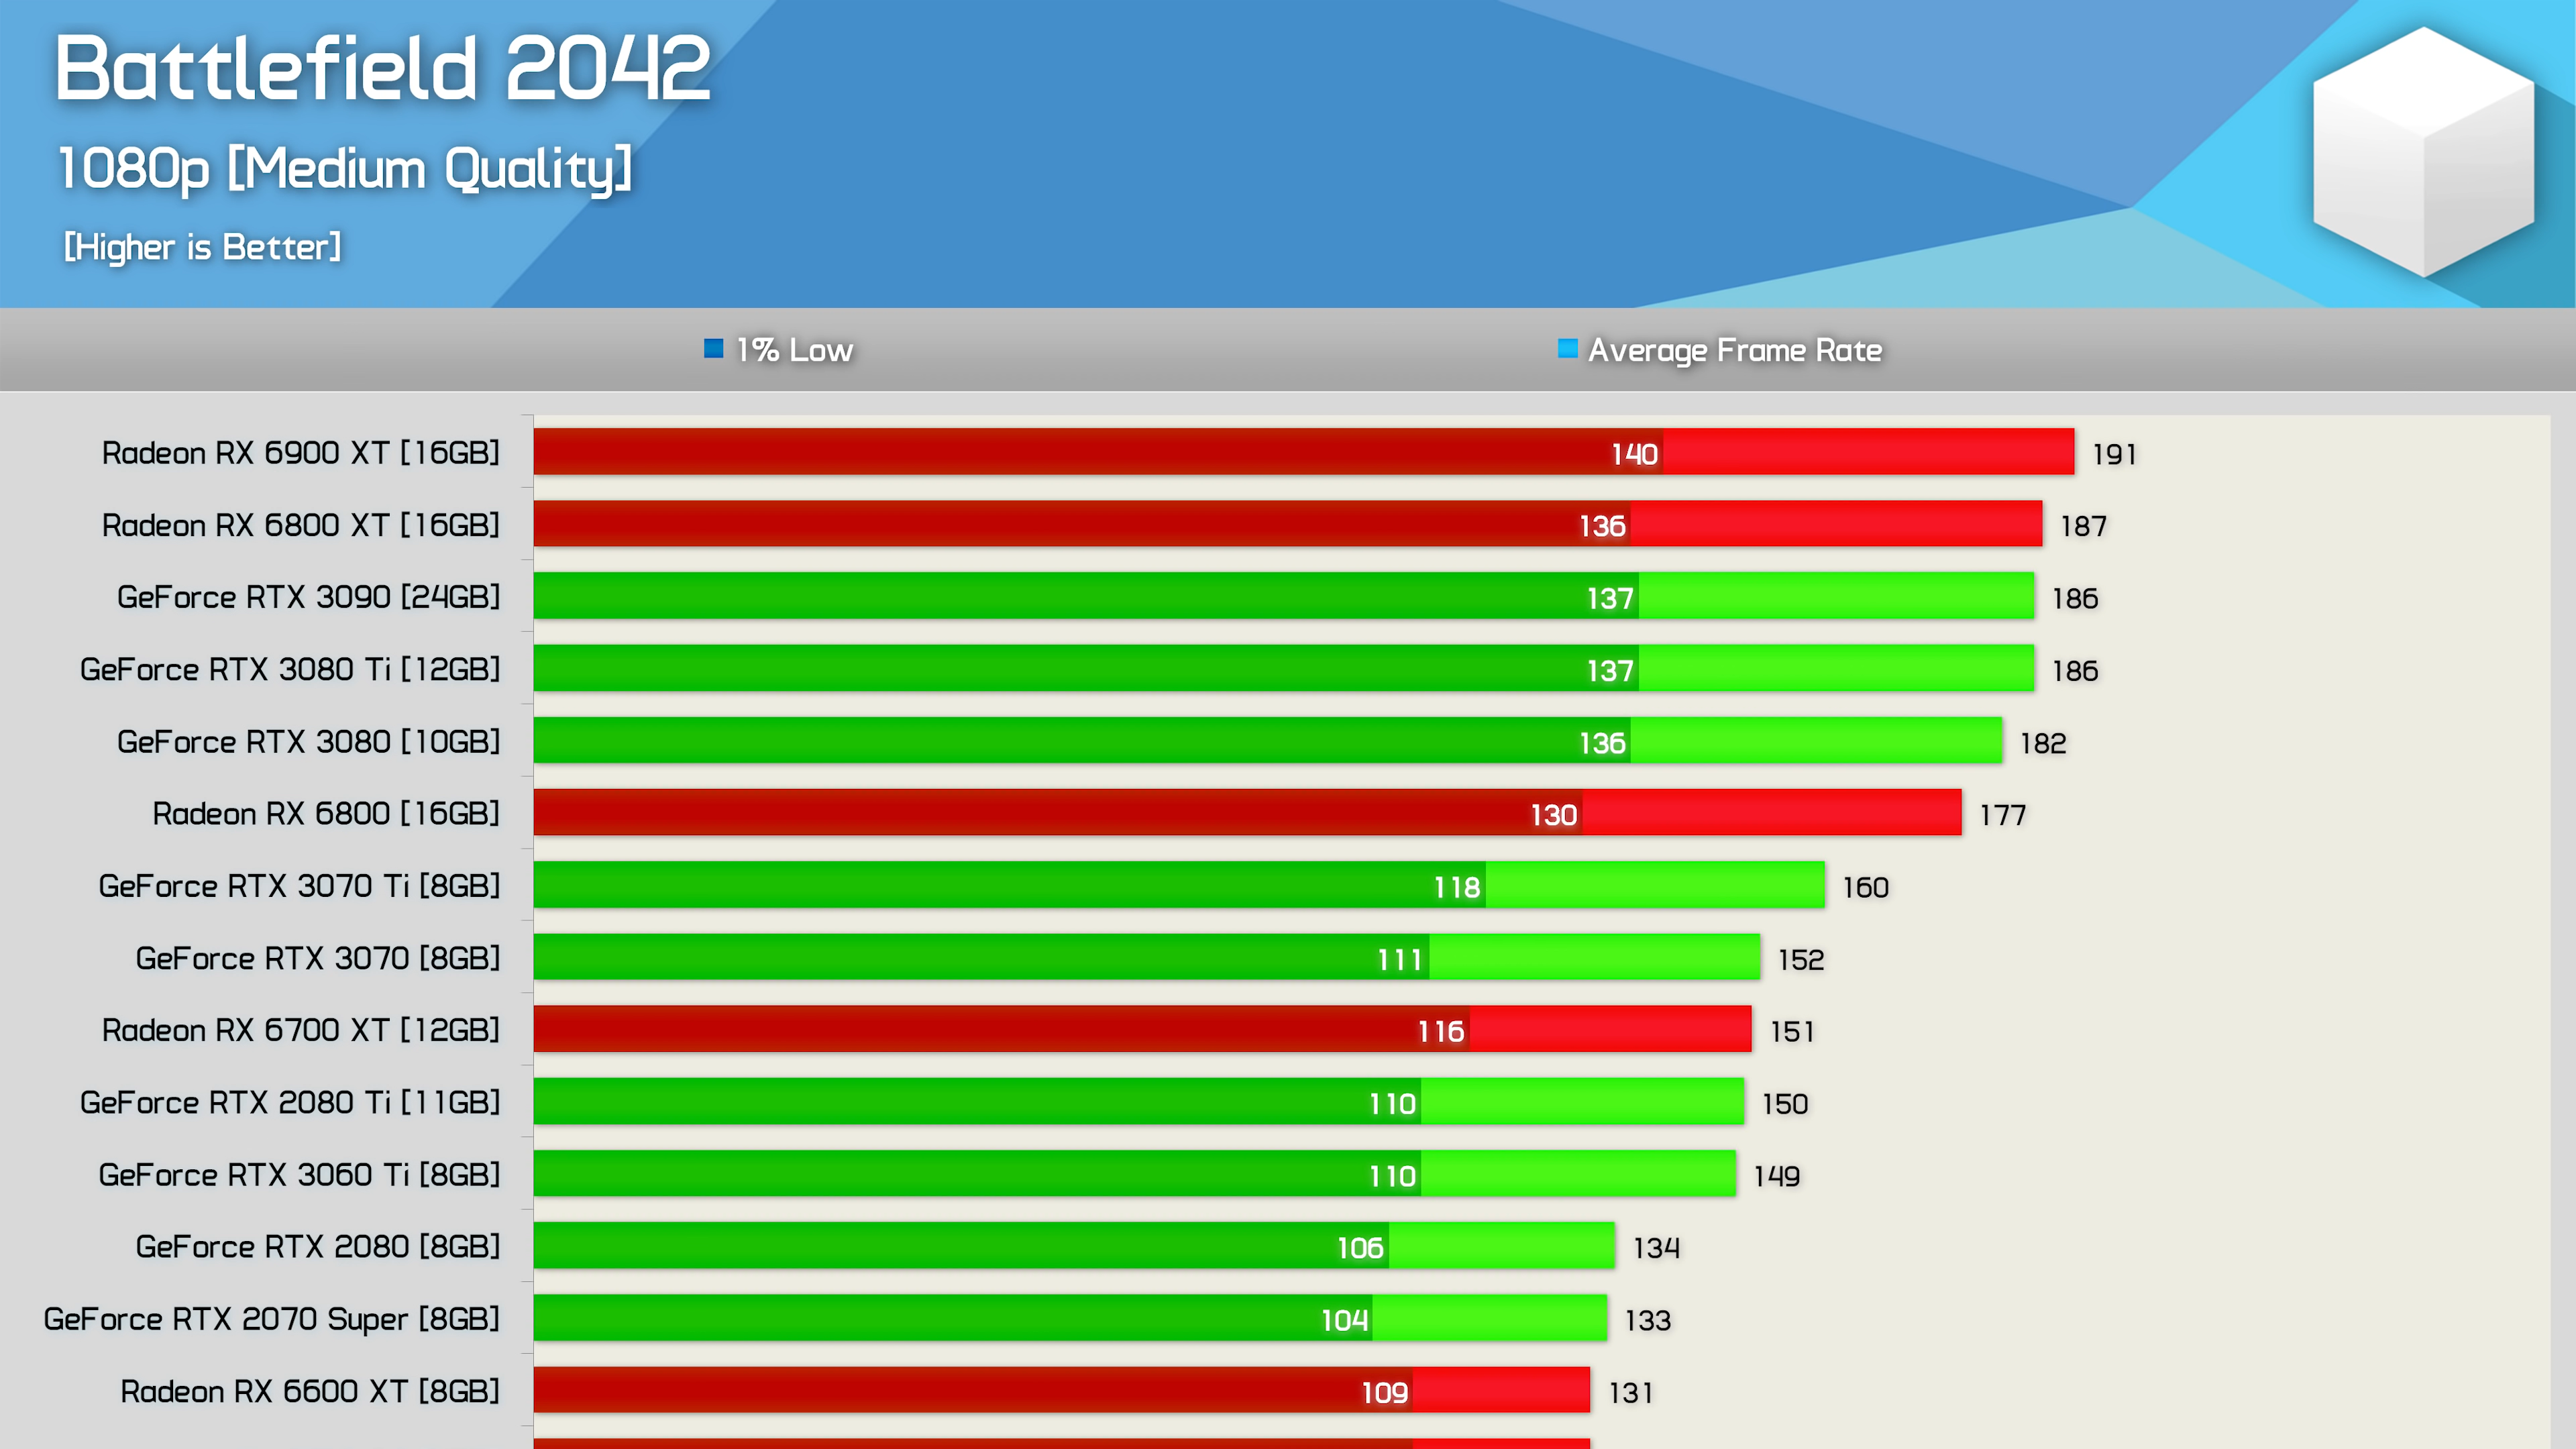 Battlefield 2042
1080p [Medium Quality]
[Higher is Better]
1% Low
Average Frame Rate
Radeon RX 6900 XT [16GB] 140 191
Radeon RX 6800 XT [16GB] 136 187
GeForce RTX 3090 [24GB] 137 186
GeForce RTX 3080 Ti [12GB] 137 186
GeForce RTX 3080 [10GB] 136 182
Radeon RX 6800 [16GB] 130 177
GeForce RTX 3070 Ti [8GB] 118 160
GeForce RTX 3070 [8GB] 111 152
Radeon RX 6700 XT [12GB] 116 151
GeForce RTX 2080 Ti [11GB] 110 150
GeForce RTX 3060 Ti [8GB] 110 149
GeForce RTX 2080 [8GB] 106 134
GeForce RTX 2070 Super [8GB] 104 133
Radeon RX 6600 XT [8GB] 109 131